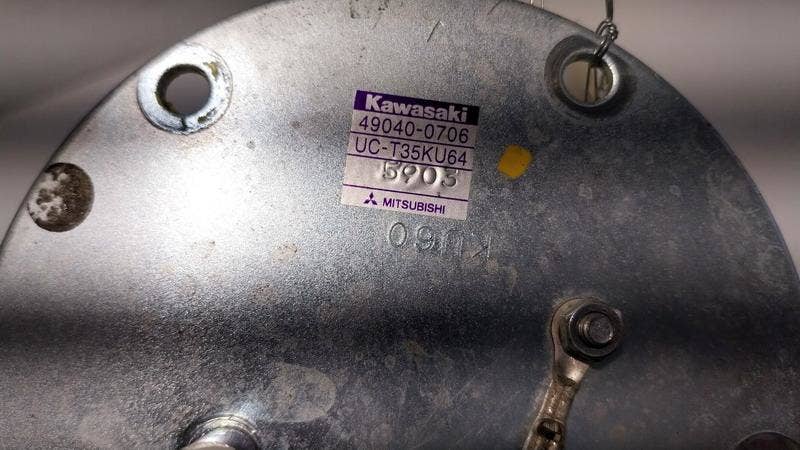 Kawasaki
49040-0706
UC-T35KU64
5903
MITSUBISHI
KU60